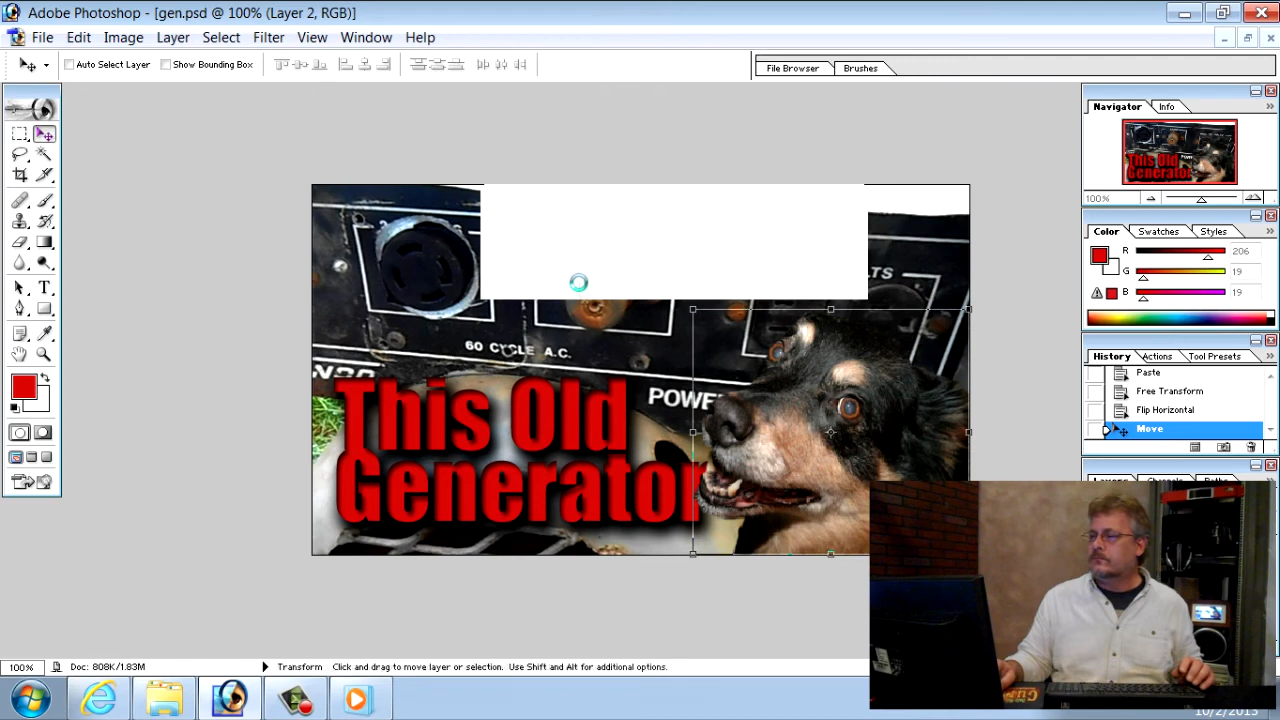 Adobe Photoshop - [gen.psd @ 100% (Layer 2, RGB)]
File Edit Image Layer Select Filter View Window Help
Auto Select Layer Show Bounding Box
File Browser Brushes
Navigator Info
100%
Color Swatches Styles
R 206
G 19
B 19
History Actions Tool Presets
Paste
Free Transform
Flip Horizontal
Move
60 CYCLE A.C.
POWE
This Old
Generator
100% Doc: 808K/1.83M Transform Click and drag to move layer or selection. Use Shift and Alt for additional options.
10/2/2013